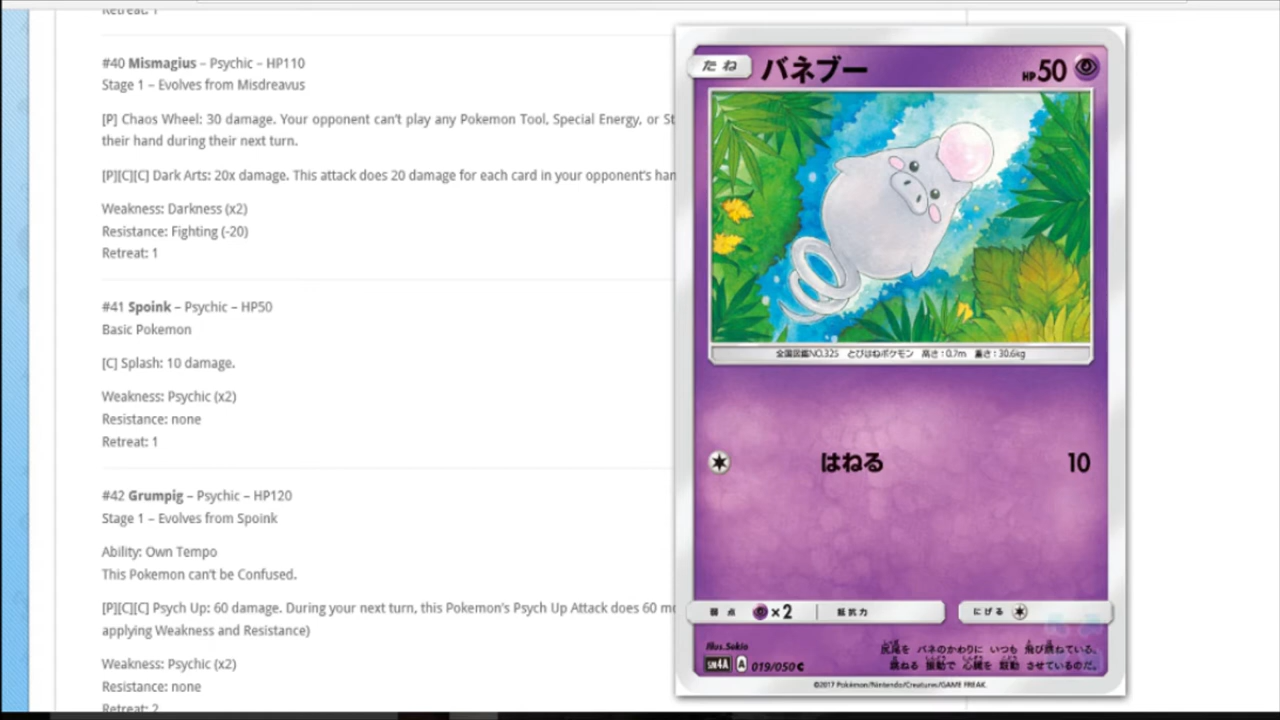 Retreat: 1
#40 Mismagius – Psychic – HP110
Stage 1 – Evolves from Misdreavus
[P] Chaos Wheel: 30 damage. Your opponent can't play any Pokemon Tool, Special Energy, or St
their hand during their next turn.
[P][C][C] Dark Arts: 20x damage. This attack does 20 damage for each card in your opponent's han
Weakness: Darkness (x2)
Resistance: Fighting (-20)
Retreat: 1
#41 Spoink – Psychic – HP50
Basic Pokemon
[C] Splash: 10 damage.
Weakness: Psychic (x2)
Resistance: none
Retreat: 1
#42 Grumpig – Psychic – HP120
Stage 1 – Evolves from Spoink
Ability: Own Tempo
This Pokemon can't be Confused.
[P][C][C] Psych Up: 60 damage. During your next turn, this Pokemon's Psych Up Attack does 60 mo
applying Weakness and Resistance)
Weakness: Psychic (x2)
Resistance: none
Retreat: 2
たね バネブー HP50
全国図鑑NO.325 とびはねポケモン 高さ:0.7m 重さ:30.6kg
はねる 10
弱点 ×2 抵抗力 にげる
illus.Sekio
尻尾を バネのかわりに いつも 飛び跳ねている。
跳ねる 振動で 心臓を 鼓動 させているのだ。
SM4A A 019/050 C
©2017 Pokémon/Nintendo/Creatures/GAME FREAK.